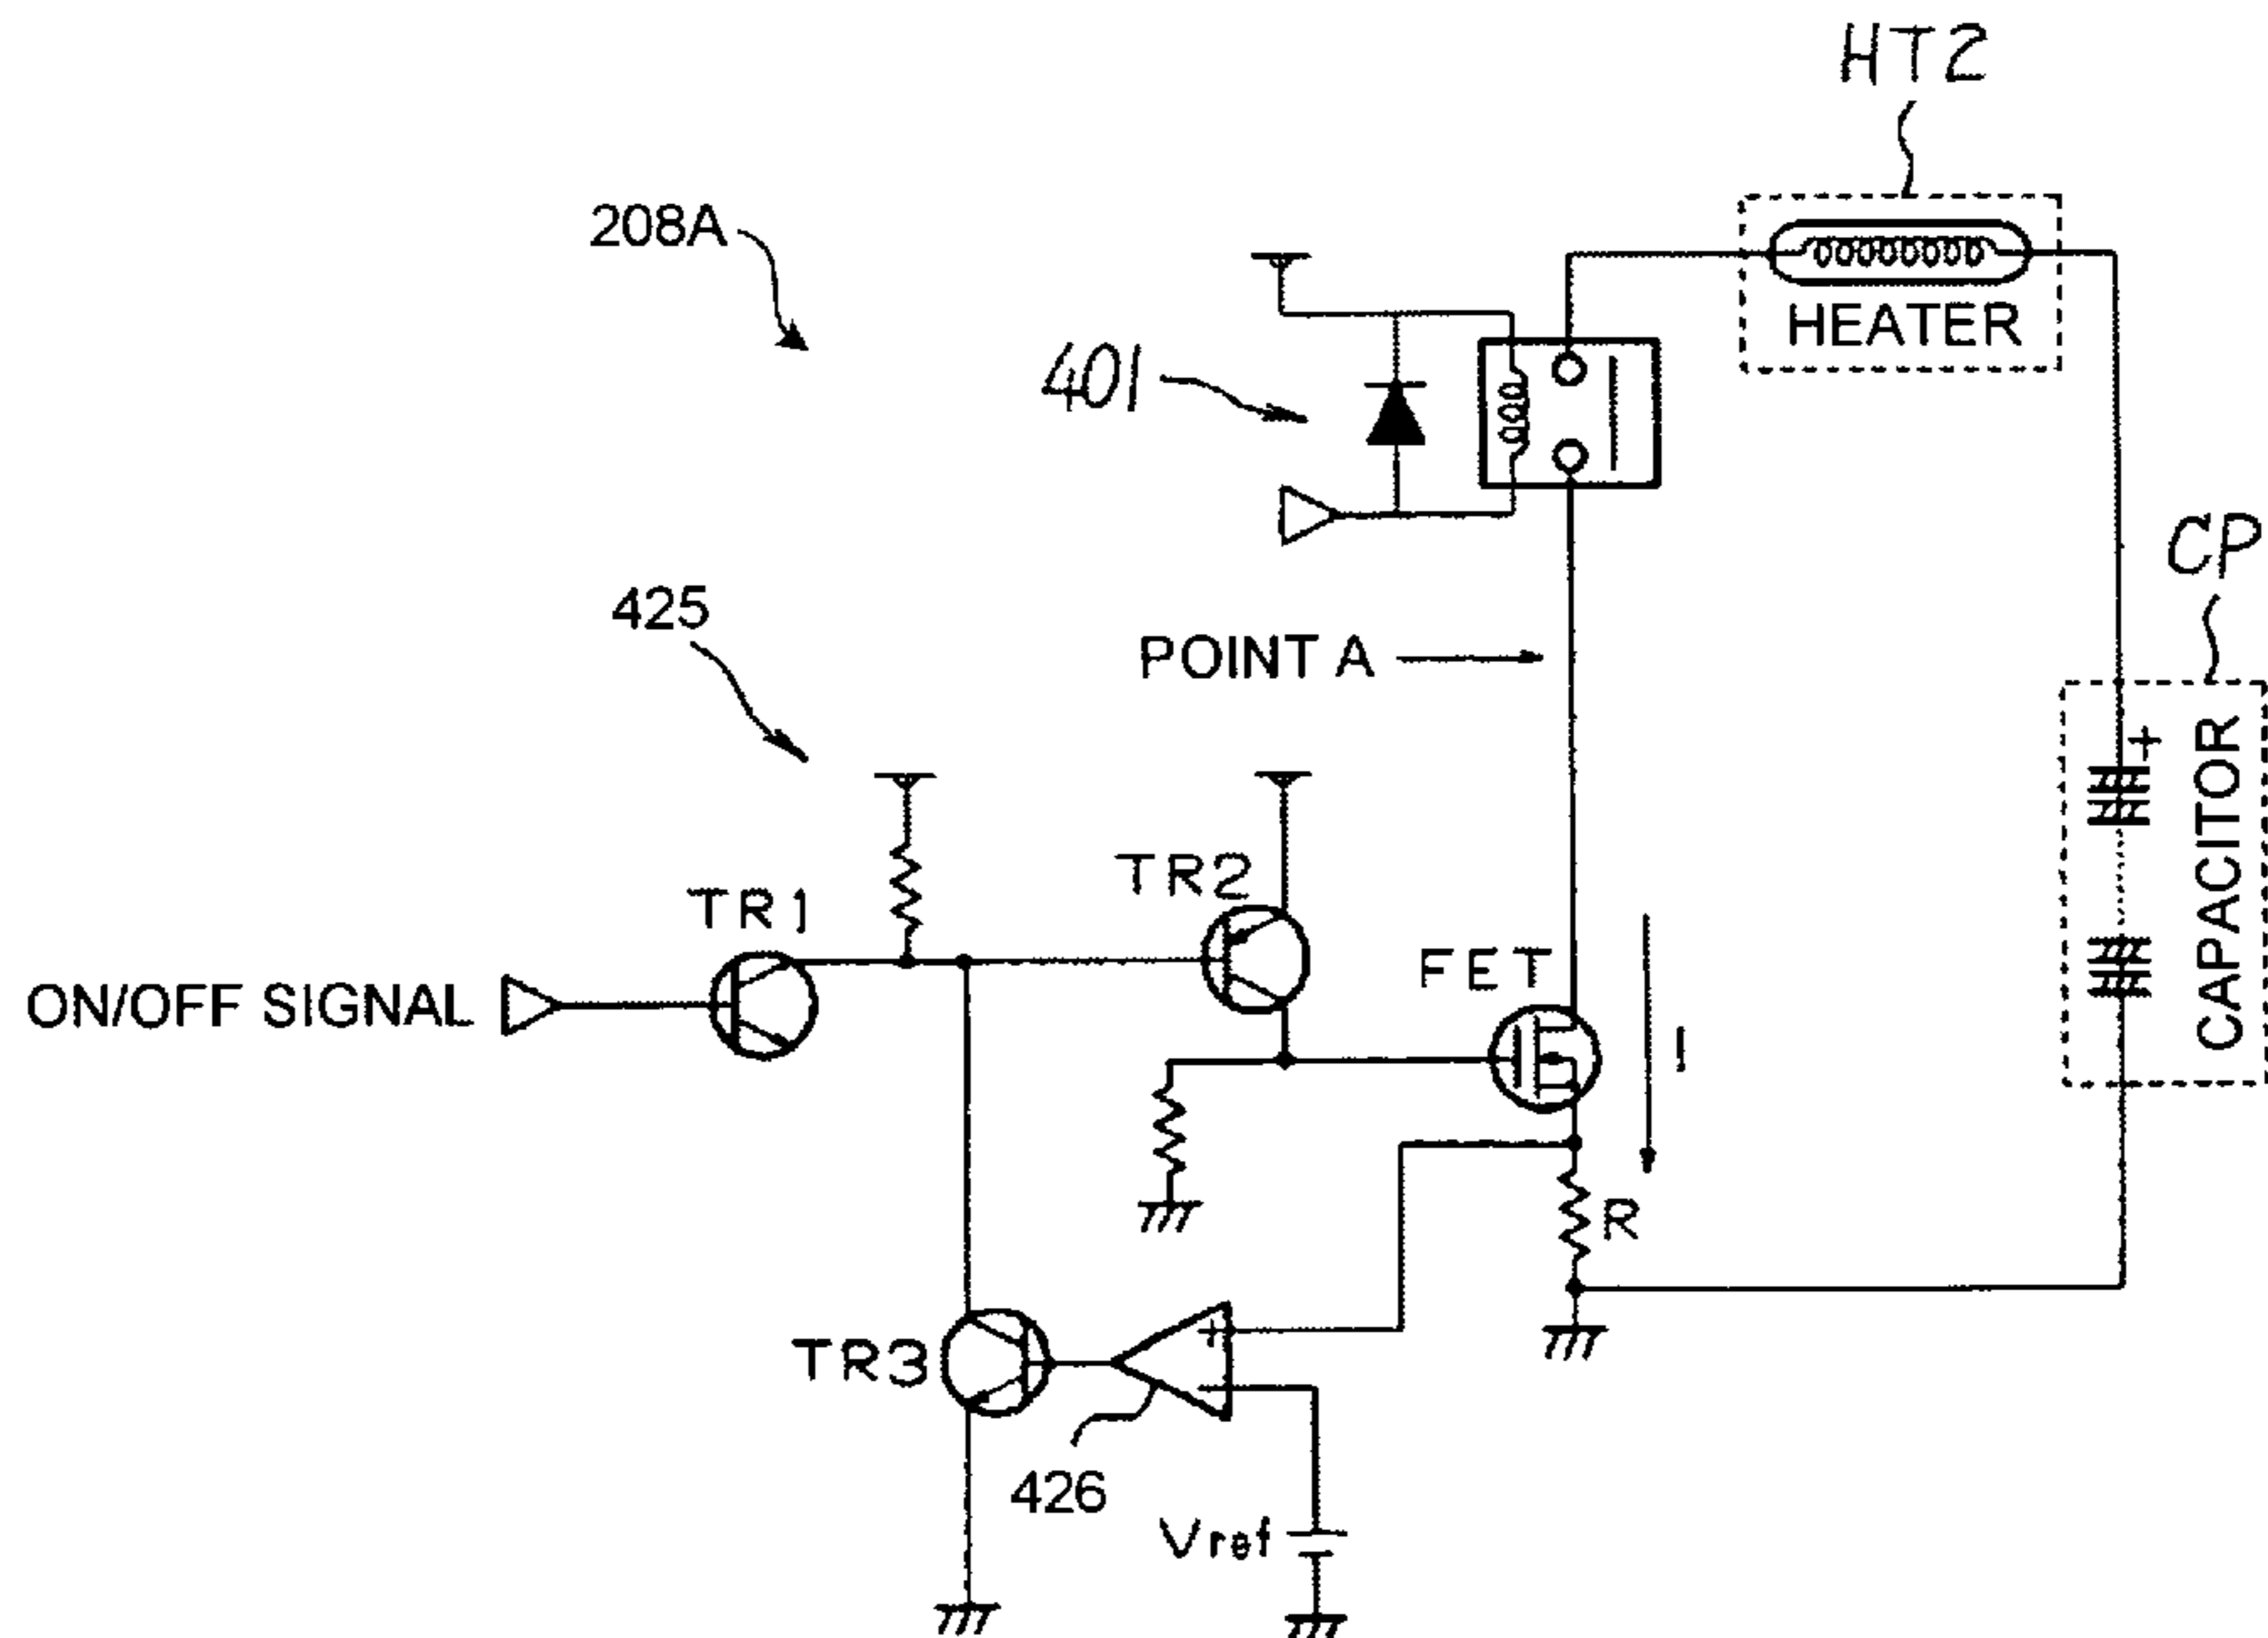 HT2
208A
HEATER
401
CP
425
POINT A
+
CAPACITOR
TR2
TR1
FET
ON/OFF SIGNAL
I
R
+
TR3
−
426
Vref